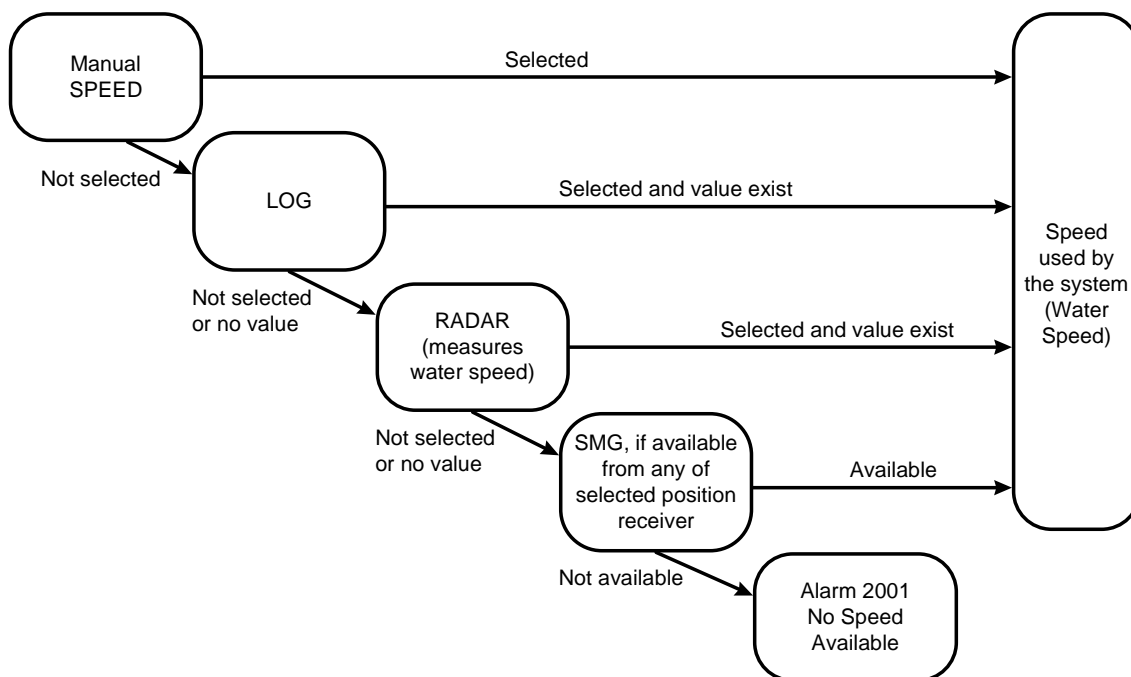 Manual
SPEED
Selected
Not selected
LOG
Selected and value exist
Not selected
or no value
RADAR
(measures
water speed)
Selected and value exist
Not selected
or no value
SMG, if available
from any of
selected position
receiver
Available
Not available
Alarm 2001
No Speed
Available
Speed
used by
the system
(Water
Speed)